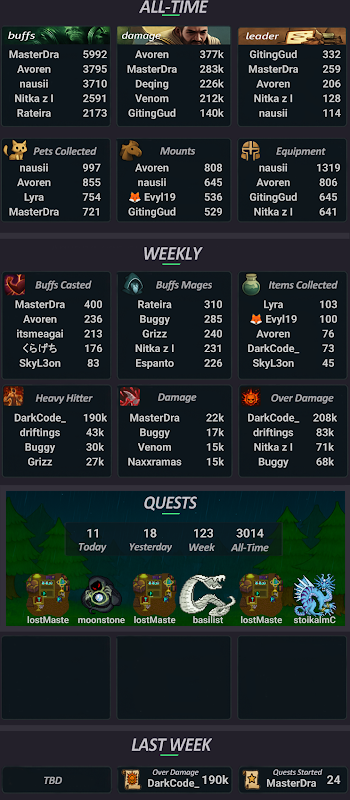 ALL-TIME
buffs damage leader
MasterDra 5992 Avoren 377k GitingGud 332
Avoren 3795 MasterDra 283k MasterDra 259
nausii 3710 Deqing 226k Avoren 206
Nitka z l 2591 Venom 212k Nitka z l 128
Rateira 2173 GitingGud 140k nausii 114
Pets Collected Mounts Equipment
nausii 997 Avoren 808 nausii 1319
Avoren 855 nausii 645 Avoren 806
Lyra 754 🦊 Evyl19 536 GitingGud 645
MasterDra 721 GitingGud 529 Nitka z l 641
WEEKLY
Buffs Casted Buffs Mages Items Collected
MasterDra 400 Rateira 310 Lyra 103
Avoren 236 Buggy 285 🦊 Evyl19 100
itsmeagai 213 Grizz 240 Avoren 76
くらげち 176 Nitka z l 231 DarkCode_ 73
SkyL3on 83 Espanto 226 SkyL3on 45
Heavy Hitter Damage Over Damage
DarkCode_ 190k MasterDra 22k DarkCode_ 208k
driftings 43k Buggy 17k driftings 83k
Buggy 30k Venom 15k Nitka z l 71k
Grizz 27k Naxxramas 15k Buggy 68k
QUESTS
11 18 123 3014
Today Yesterday Week All-Time
lostMaste moonstone lostMaste basilist lostMaste stoikalmC
LAST WEEK
TBD Over Damage DarkCode_ 190k Quests Started MasterDra 24